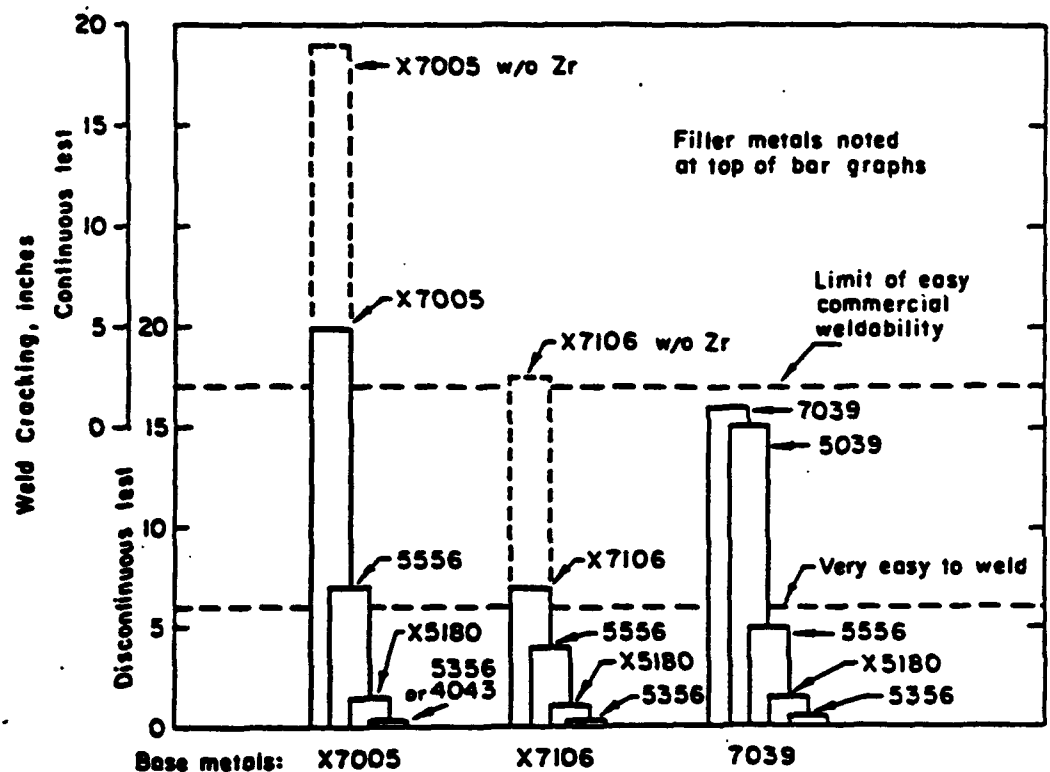 20
15
10
5
0
Continuous test
20
15
10
5
0
Discontinuous test
Weld Cracking, inches
X7005 w/o Zr
Filler metals noted
at top of bar graphs
X7005
Limit of easy
commercial
weldability
X7106 w/o Zr
7039
5039
5556
X7106
Very easy to weld
X5180
5356
or 4043
5556
X5180
5356
5556
X5180
5356
Base metals:
X7005
X7106
7039